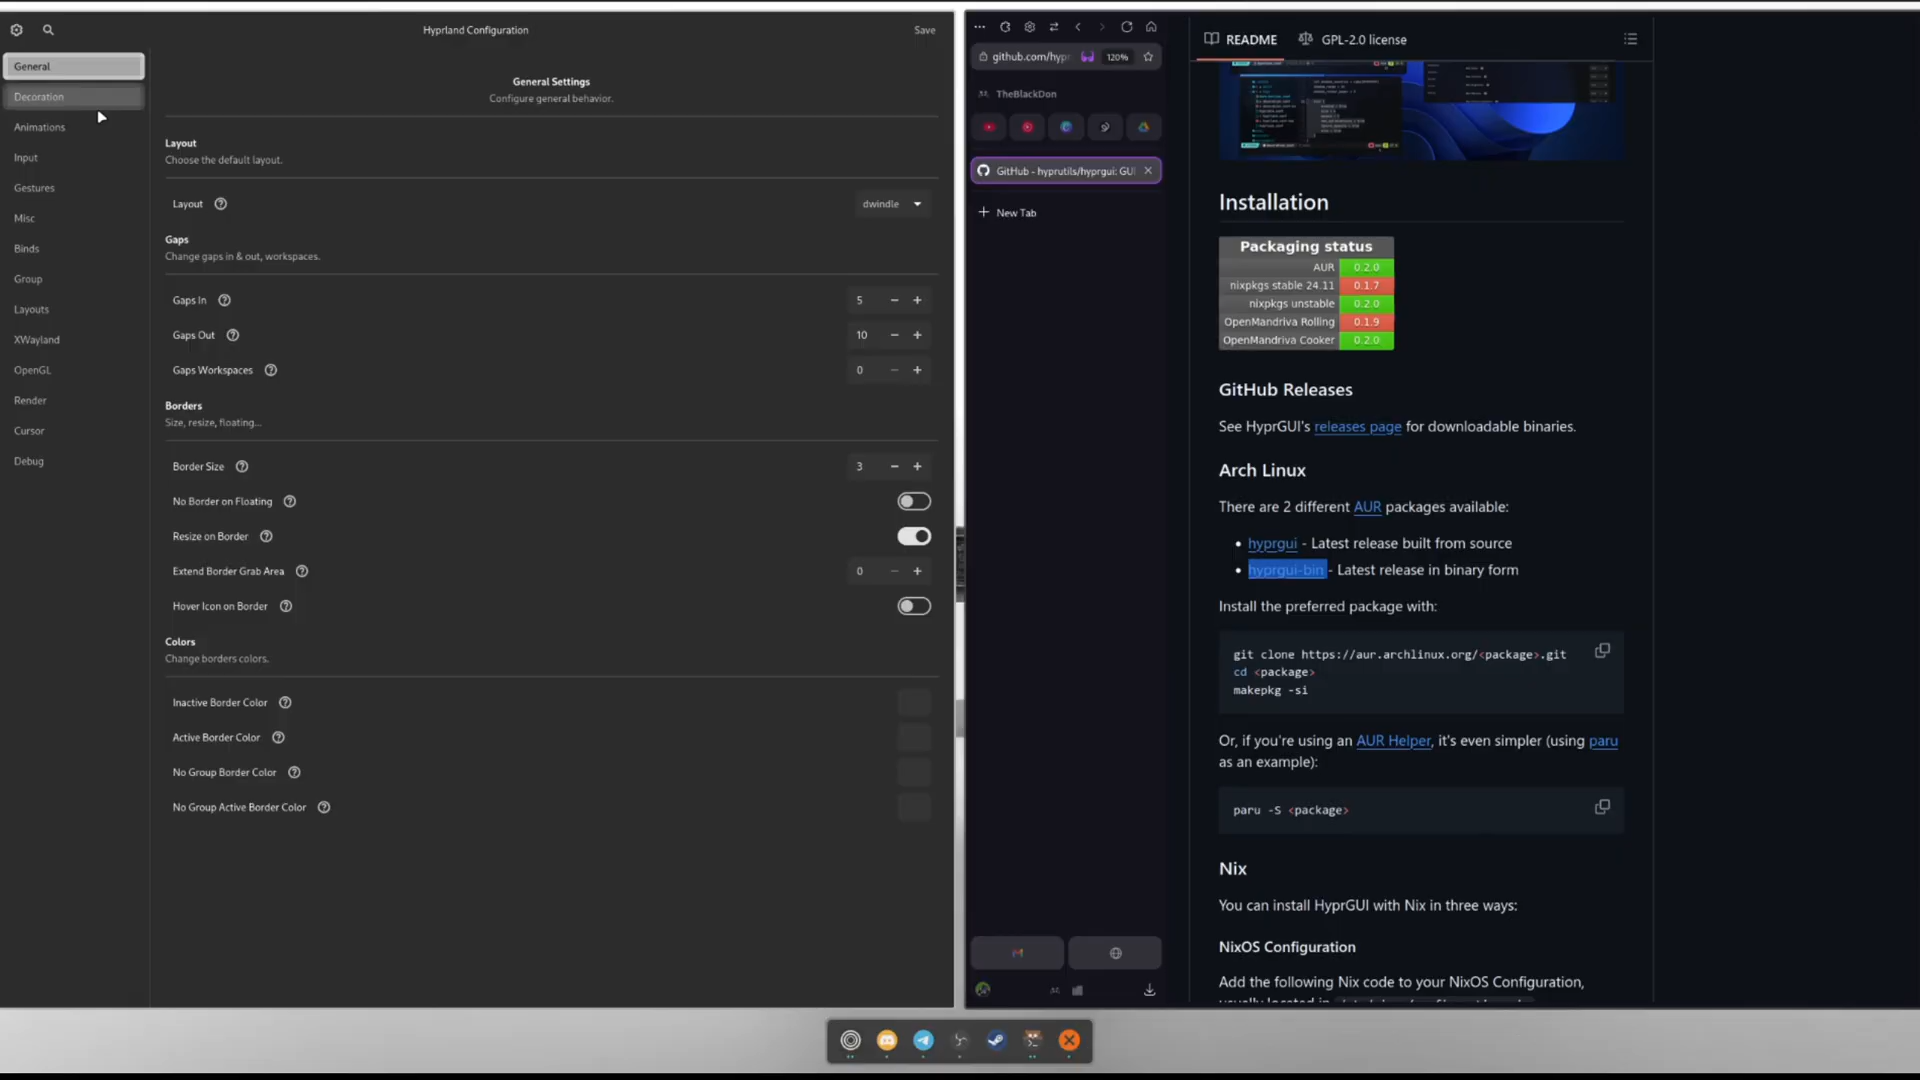 Hyprland Configuration
Save
General
Decoration
Animations
Input
Gestures
Misc
Binds
Group
Layouts
XWayland
OpenGL
Render
Cursor
Debug
General Settings
Configure general behavior.
Layout
Choose the default layout.
Layout
dwindle
Gaps
Change gaps in & out, workspaces.
Gaps In
5
Gaps Out
10
Gaps Workspaces
0
Borders
Size, resize, floating...
Border Size
3
No Border on Floating
Resize on Border
Extend Border Grab Area
0
Hover Icon on Border
Colors
Change borders colors.
Inactive Border Color
Active Border Color
No Group Border Color
No Group Active Border Color
github.com/hypr
120%
TheBlackDon
GitHub - hyprutils/hyprgui: GUI
New Tab
README
GPL-2.0 license
Installation
Packaging status
AUR 0.2.0
nixpkgs stable 24.11 0.1.7
nixpkgs unstable 0.2.0
OpenMandriva Rolling 0.1.9
OpenMandriva Cooker 0.2.0
GitHub Releases
See HyprGUI's releases page for downloadable binaries.
Arch Linux
There are 2 different AUR packages available:
• hyprgui - Latest release built from source
• hyprgui-bin - Latest release in binary form
Install the preferred package with:
git clone https://aur.archlinux.org/<package>.git
cd <package>
makepkg -si
Or, if you're using an AUR Helper, it's even simpler (using paru
as an example):
paru -S <package>
Nix
You can install HyprGUI with Nix in three ways:
NixOS Configuration
Add the following Nix code to your NixOS Configuration,
usually located in